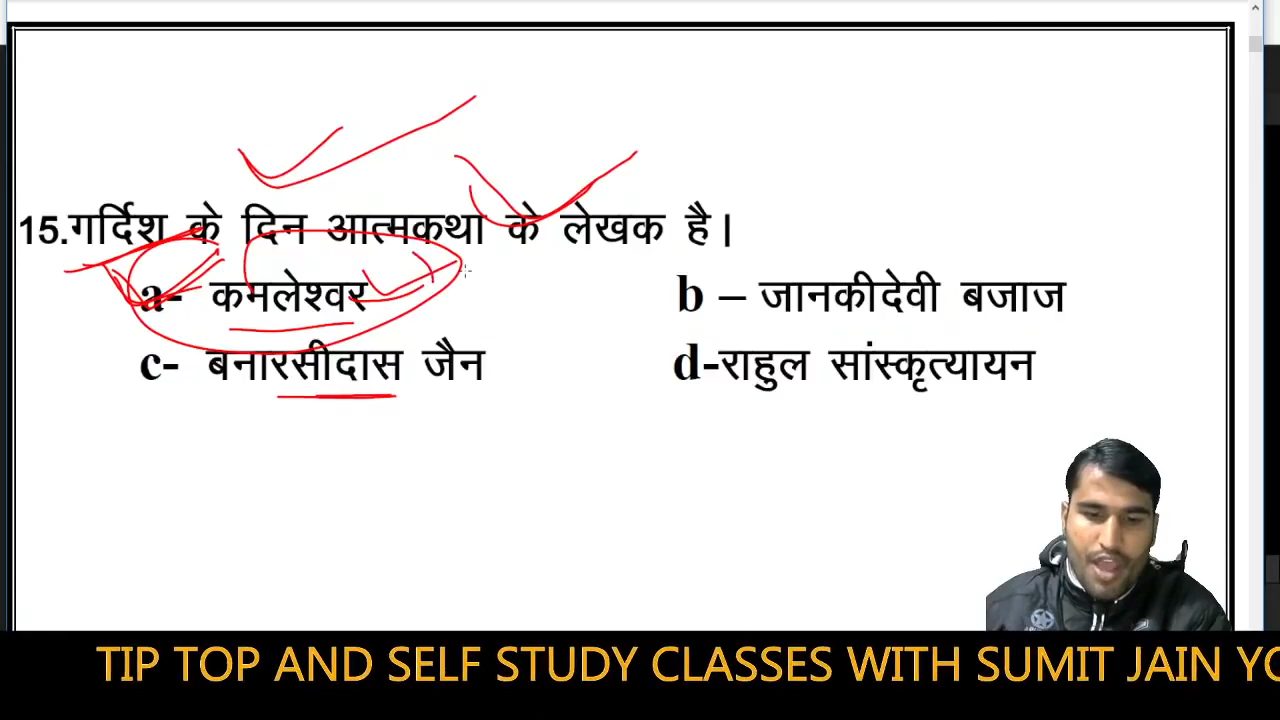 15.गर्दिश के दिन आत्मकथा के लेखक है।
a- कमलेश्वर b – जानकीदेवी बजाज
c- बनारसीदास जैन d-राहुल सांस्कृत्यायन
TIP TOP AND SELF STUDY CLASSES WITH SUMIT JAIN YO